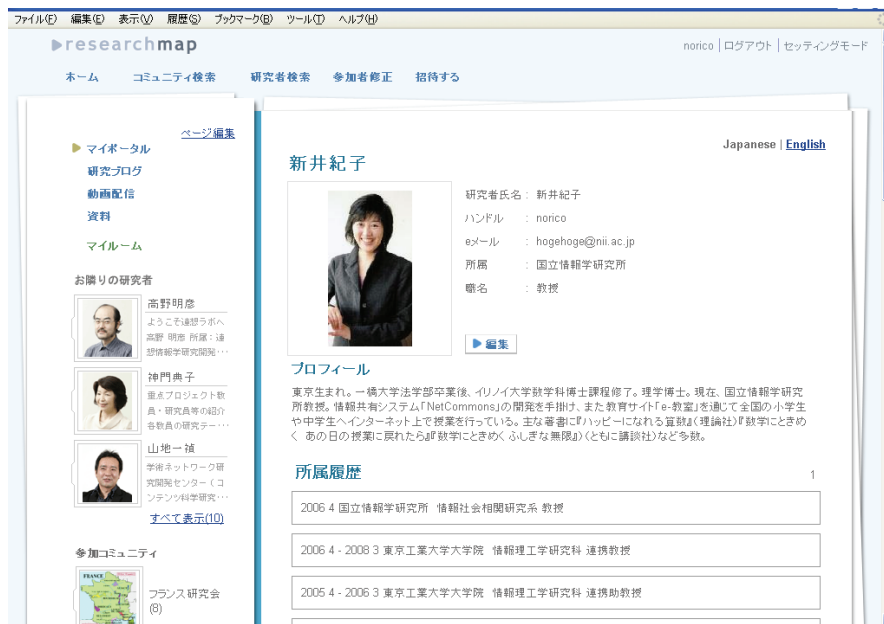 ファイル(F) 編集(E) 表示(V) 履歴(S) ブックマーク(B) ツール(T) ヘルプ(H)
researchmap
norico | ログアウト | セッティングモード
ホーム コミュニティ検索 研究者検索 参加者修正 招待する
ページ編集
マイポータル
研究ブログ
動画配信
資料
マイルーム
お隣りの研究者
高野明彦
ようこそ連想ラボへ
高野 明彦 所属：連
想情報学研究開発…
神門典子
重点プロジェクト教
員・研究員等の紹介
各教員の研究テー…
山地一禎
学術ネットワーク研
究開発センター（コ
ンテンツ科学研究…
すべて表示(10)
参加コミュニティ
FRANCE
フランス研究会
(8)
Japanese | English
新井紀子
研究者氏名 : 新井紀子
ハンドル : norico
eメール : hogehoge@nii.ac.jp
所属 : 国立情報学研究所
職名 : 教授
編集
プロフィール
東京生まれ。一橋大学法学部卒業後、イリノイ大学数学科博士課程修了。理学博士。現在、国立情報学研究
所教授。情報共有システム「NetCommons」の開発を手掛け、また教育サイト「e-教室」を通じて全国の小学生
や中学生へインターネット上で授業を行っている。主な著書に『ハッピーになれる算数』（理論社）『数学にときめ
く あの日の授業に戻れたら』『数学にときめく ふしぎな無限』）（ともに講談社）など多数。
所属履歴
1
2006 4 国立情報学研究所 情報社会相関研究系 教授
2006 4 - 2008 3 東京工業大学大学院 情報理工学研究科 連携教授
2005 4 - 2006 3 東京工業大学大学院 情報理工学研究科 連携助教授